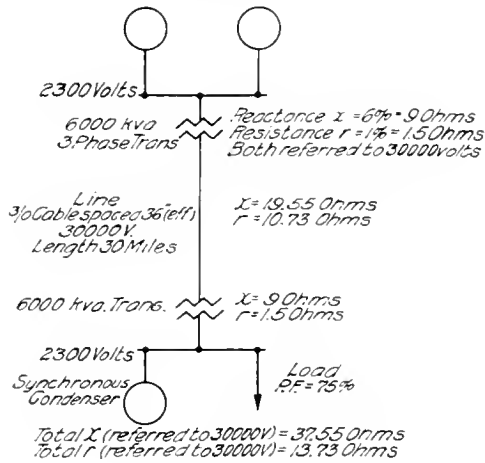 2300 Volts
6000 kva
3 Phase Trans
Reactance x = 6% = 9 Ohms
Resistance r = 1% = 1.5 Ohms
Both referred to 30000 volts
Line
3/0 Cable spaced 36" (eff)
30000 V.
Length 30 Miles
X = 19.55 Ohms
r = 10.73 Ohms
6000 kva. Trans.
X = 9 Ohms
r = 1.5 Ohms
2300 Volts
Synchronous
Condenser
Load
P.F. = 75%
Total X (referred to 30000 V) = 37.55 Ohms
Total r (referred to 30000 V) = 13.73 Ohms